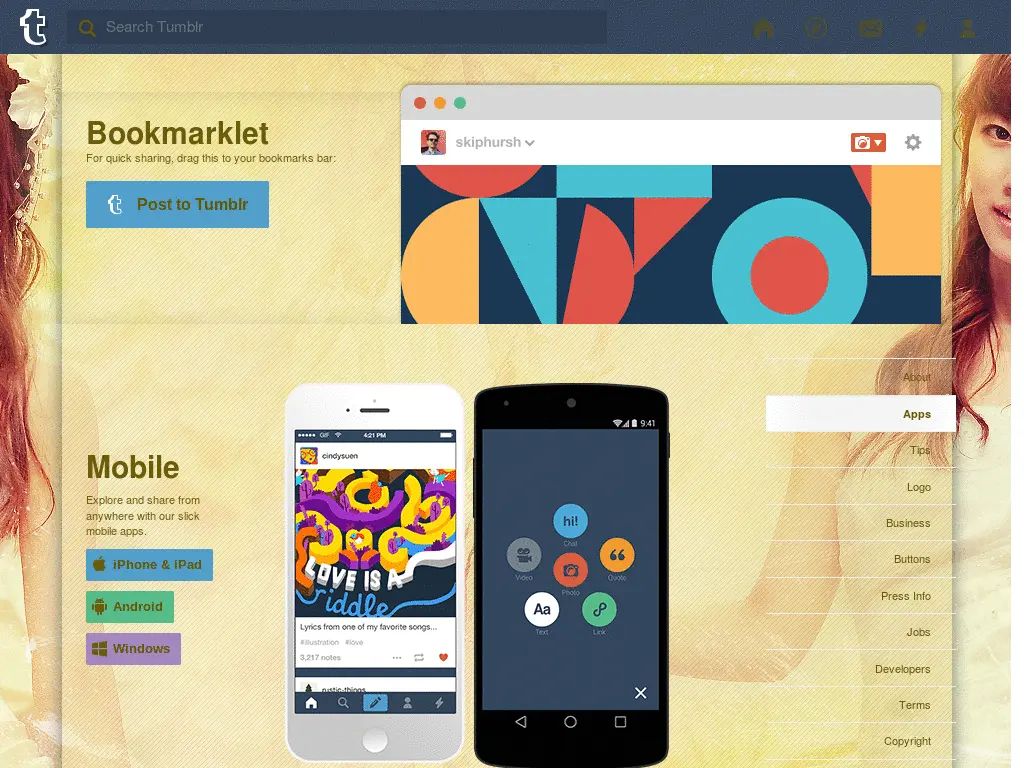 t
Search Tumblr
Bookmarklet
For quick sharing, drag this to your bookmarks bar:
t Post to Tumblr
skiphursh
Mobile
Explore and share from
anywhere with our slick
mobile apps.
iPhone & iPad
Android
Windows
GIF 4:21 PM
cindysuen
LOVE IS A
riddle
Lyrics from one of my favorite songs...
#illustration #love
3,217 notes
rustic-things
9:41
hi!
Chat
Video
Quote
Photo
Aa
Text
Link
About
Apps
Tips
Logo
Business
Buttons
Press Info
Jobs
Developers
Terms
Copyright